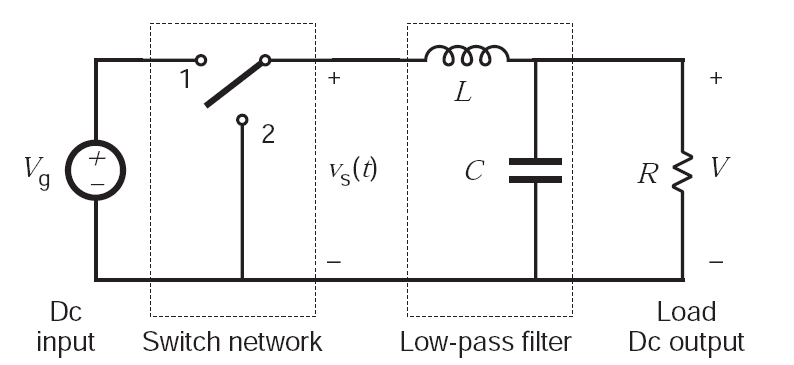 1
+
L
+
2
Vg
+
−
vs(t)
C
R
V
−
−
Dc
input
Switch network
Low-pass filter
Load
Dc output